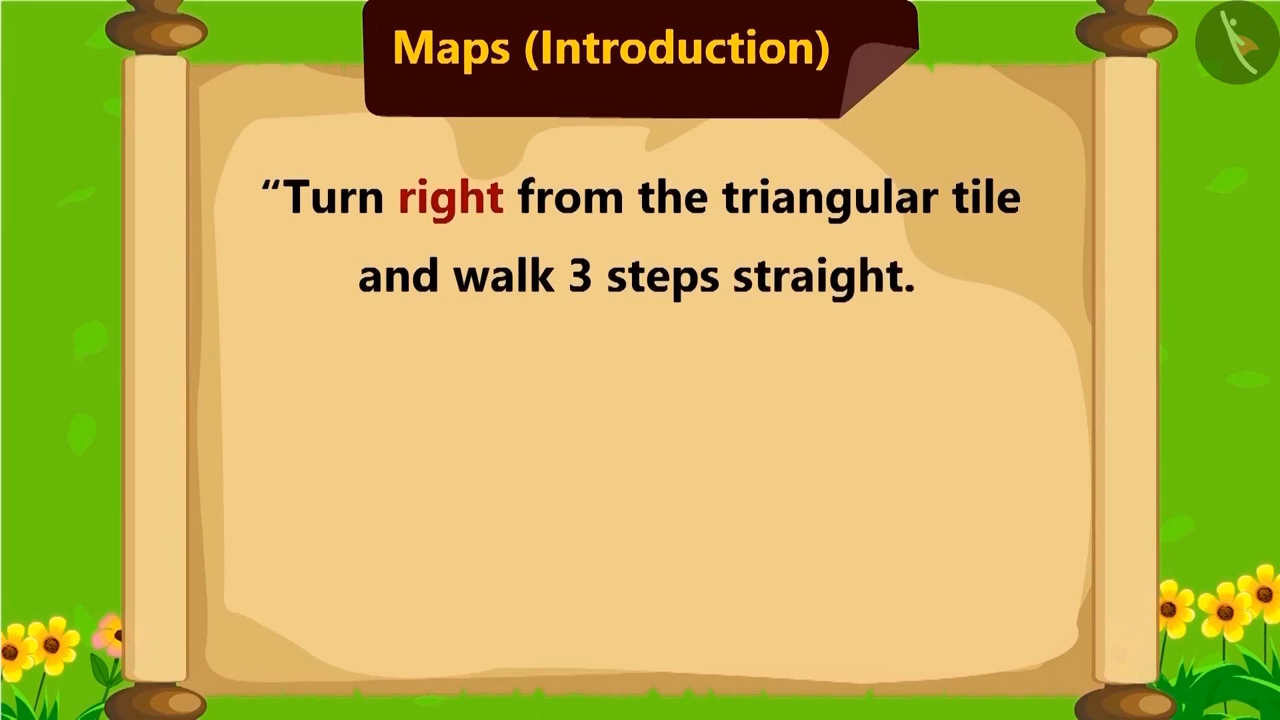 Maps (Introduction)
“Turn right from the triangular tile
and walk 3 steps straight.